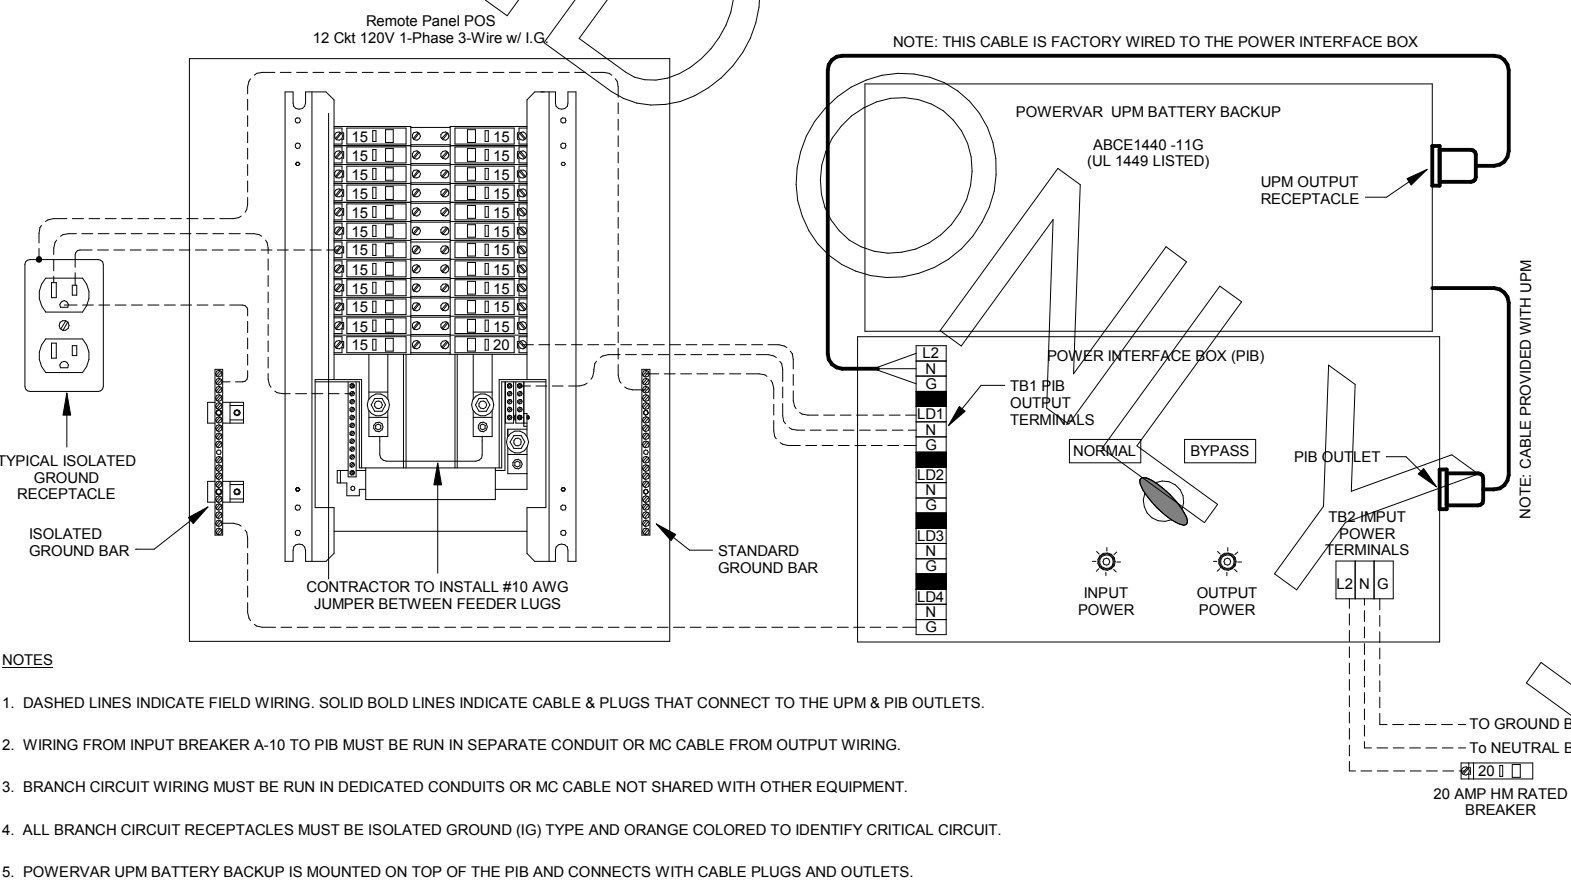 Remote Panel POS
12 Ckt 120V 1-Phase 3-Wire w/ I.G.
NOTE: THIS CABLE IS FACTORY WIRED TO THE POWER INTERFACE BOX
POWERVAR UPM BATTERY BACKUP
ABCE1440 -11G
(UL 1449 LISTED)
UPM OUTPUT
RECEPTACLE
NOTE: CABLE PROVIDED WITH UPM
15 15
15 15
15 15
15 15
15 15
15 15
15 15
15 15
15 15
15 15
15 15
15 20
TYPICAL ISOLATED
GROUND
RECEPTACLE
ISOLATED
GROUND BAR
STANDARD
GROUND BAR
CONTRACTOR TO INSTALL #10 AWG
JUMPER BETWEEN FEEDER LUGS
POWER INTERFACE BOX (PIB)
L2
N
G
LD1
N
G
LD2
N
G
LD3
N
G
LD4
N
G
TB1 PIB
OUTPUT
TERMINALS
NORMAL
BYPASS
PIB OUTLET
INPUT
POWER
OUTPUT
POWER
TB2 IMPUT
POWER
TERMINALS
L2 N G
TO GROUND B
To NEUTRAL B
20
20 AMP HM RATED
BREAKER
NOTES
1. DASHED LINES INDICATE FIELD WIRING. SOLID BOLD LINES INDICATE CABLE & PLUGS THAT CONNECT TO THE UPM & PIB OUTLETS.
2. WIRING FROM INPUT BREAKER A-10 TO PIB MUST BE RUN IN SEPARATE CONDUIT OR MC CABLE FROM OUTPUT WIRING.
3. BRANCH CIRCUIT WIRING MUST BE RUN IN DEDICATED CONDUITS OR MC CABLE NOT SHARED WITH OTHER EQUIPMENT.
4. ALL BRANCH CIRCUIT RECEPTACLES MUST BE ISOLATED GROUND (IG) TYPE AND ORANGE COLORED TO IDENTIFY CRITICAL CIRCUIT.
5. POWERVAR UPM BATTERY BACKUP IS MOUNTED ON TOP OF THE PIB AND CONNECTS WITH CABLE PLUGS AND OUTLETS.